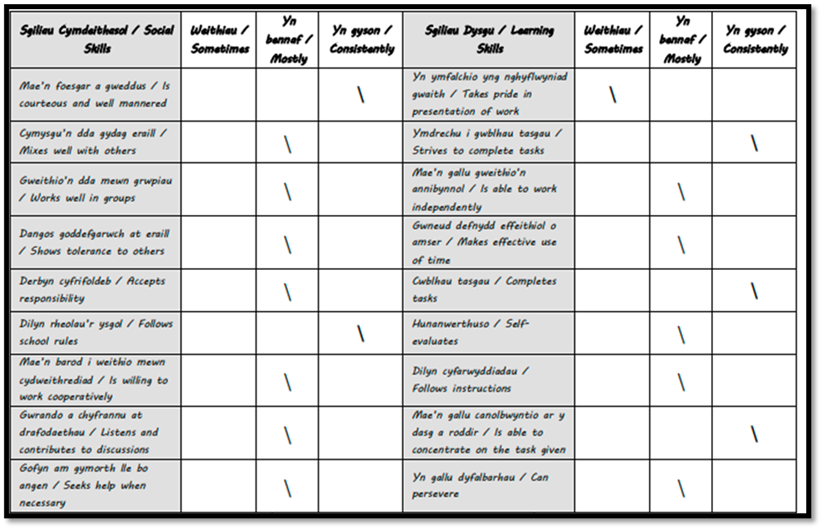 Sgiliau Cymdeithasol / Social
Skills
Weithiau /
Sometimes
Yn
bennaf /
Mostly
Yn gyson /
Consistently
Sgiliau Dysgu / Learning
Skills
Weithiau /
Sometimes
Yn
bennaf /
Mostly
Yn gyson /
Consistently
Mae'n foesgar a gweddus / Is
courteous and well mannered
\
Yn ymfalchio yng nghyflwyniad
gwaith / Takes pride in
presentation of work
\
Cymysgu'n dda gydag eraill /
Mixes well with others
\
Ymdrechu i gwblhau tasgau /
Strives to complete tasks
\
Gweithio'n dda mewn grwpiau
/ Works well in groups
\
Mae'n gallu gweithio'n
annibynnol / Is able to work
independently
\
Dangos goddefgarwch at eraill
/ Shows tolerance to others
\
Gwneud defnydd effeithiol o
amser / Makes effective use
of time
\
Derbyn cyfrifoldeb / Accepts
responsibility
\
Cwblhau tasgau / Completes
tasks
\
Dilyn rheolau'r ysgol / Follows
school rules
\
Hunanwerthuso / Self-
evaluates
\
Mae'n barod i weithio mewn
cydweithrediad / Is willing to
work cooperatively
\
Dilyn cyfarwyddiadau /
Follows instructions
\
Gwrando a chyfrannu at
drafodaethau / Listens and
contributes to discussions
\
Mae'n gallu canolbwyntio ar y
dasg a roddir / Is able to
concentrate on the task given
\
Gofyn am gymorth lle bo
angen / Seeks help when
necessary
\
Yn gallu dyfalbarhau / Can
persevere
\